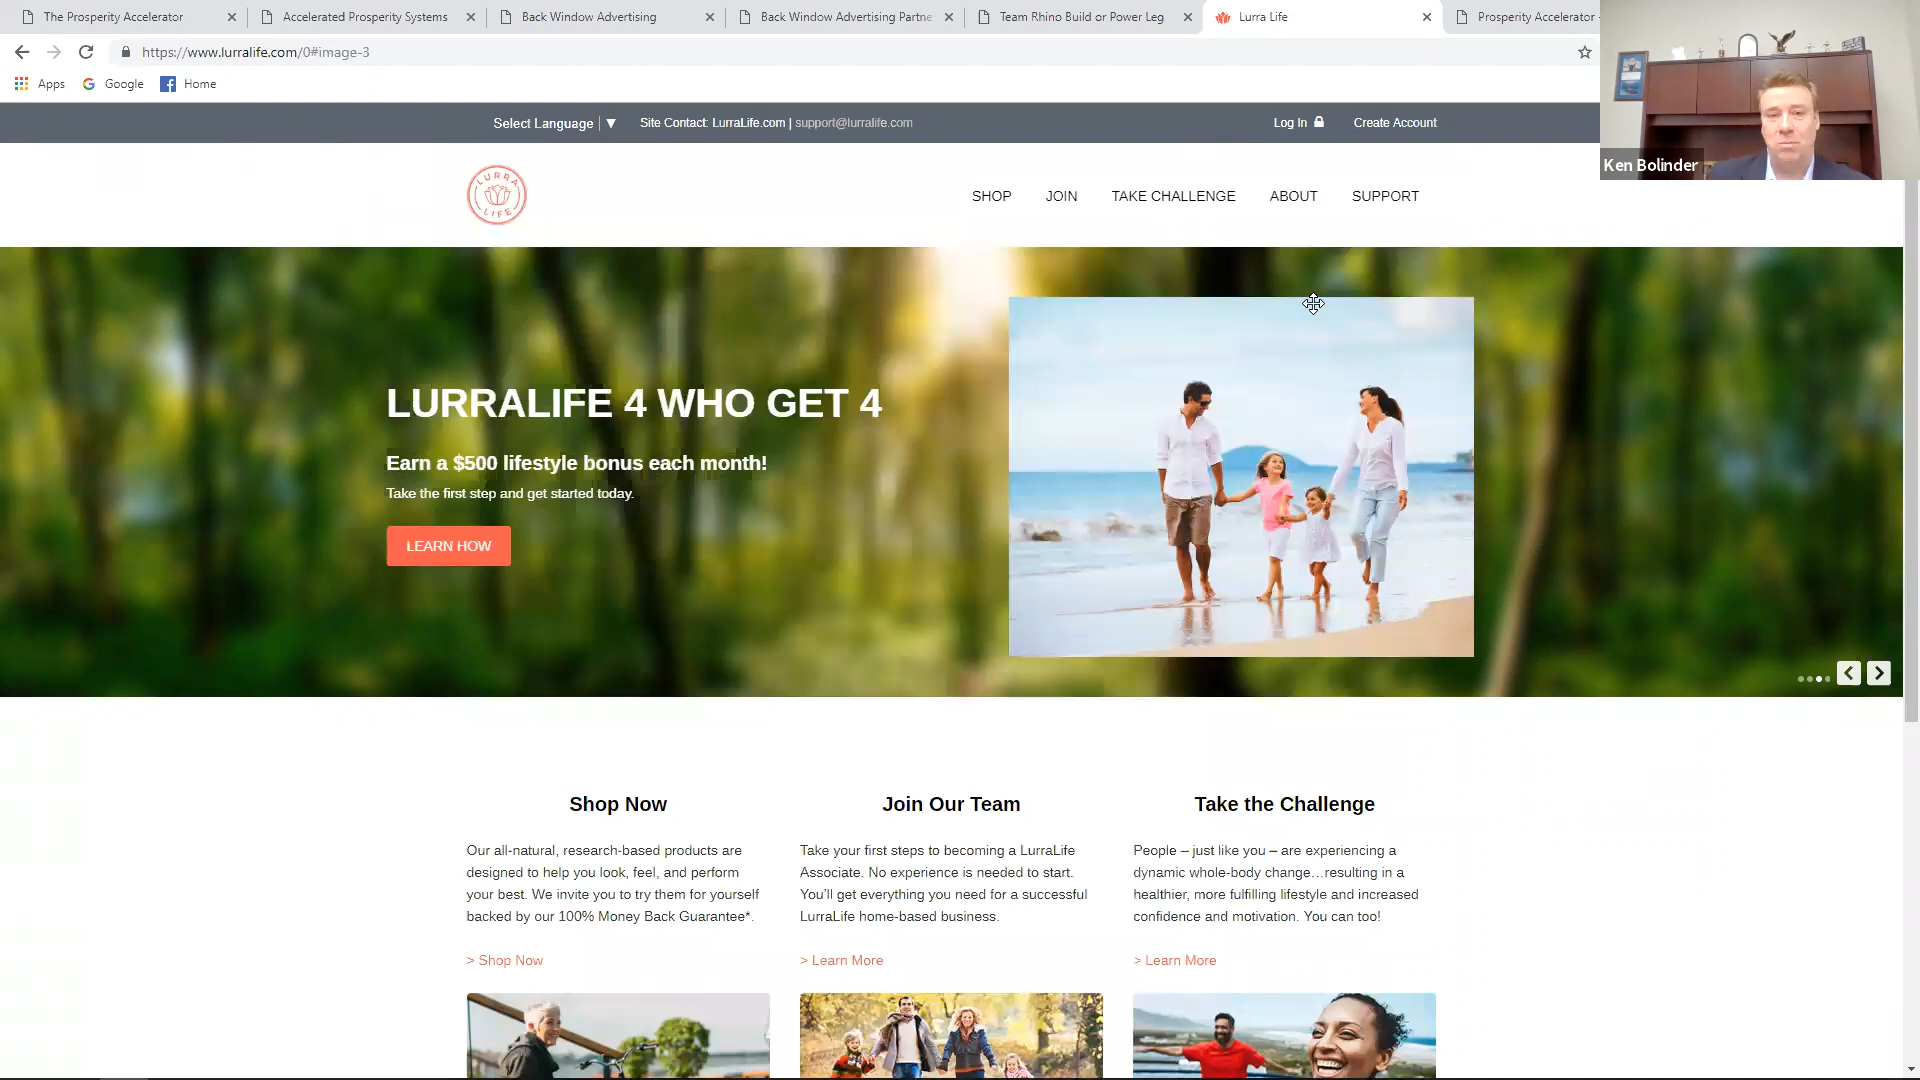 The Prosperity Accelerator
Accelerated Prosperity Systems
Back Window Advertising
Back Window Advertising Partne
Team Rhino Build or Power Leg
Lurra Life
Prosperity Accelerator
https://www.lurralife.com/0#image-3
Apps
Google
Home
Ken Bolinder
Select Language
Site Contact: LurraLife.com | support@lurralife.com
Log In
Create Account
LURRA
LIFE
SHOP
JOIN
TAKE CHALLENGE
ABOUT
SUPPORT
LURRALIFE 4 WHO GET 4
Earn a $500 lifestyle bonus each month!
Take the first step and get started today.
LEARN HOW
Shop Now
Our all-natural, research-based products are
designed to help you look, feel, and perform
your best. We invite you to try them for yourself
backed by our 100% Money Back Guarantee*.
> Shop Now
Join Our Team
Take your first steps to becoming a LurraLife
Associate. No experience is needed to start.
You'll get everything you need for a successful
LurraLife home-based business.
> Learn More
Take the Challenge
People – just like you – are experiencing a
dynamic whole-body change…resulting in a
healthier, more fulfilling lifestyle and increased
confidence and motivation. You can too!
> Learn More